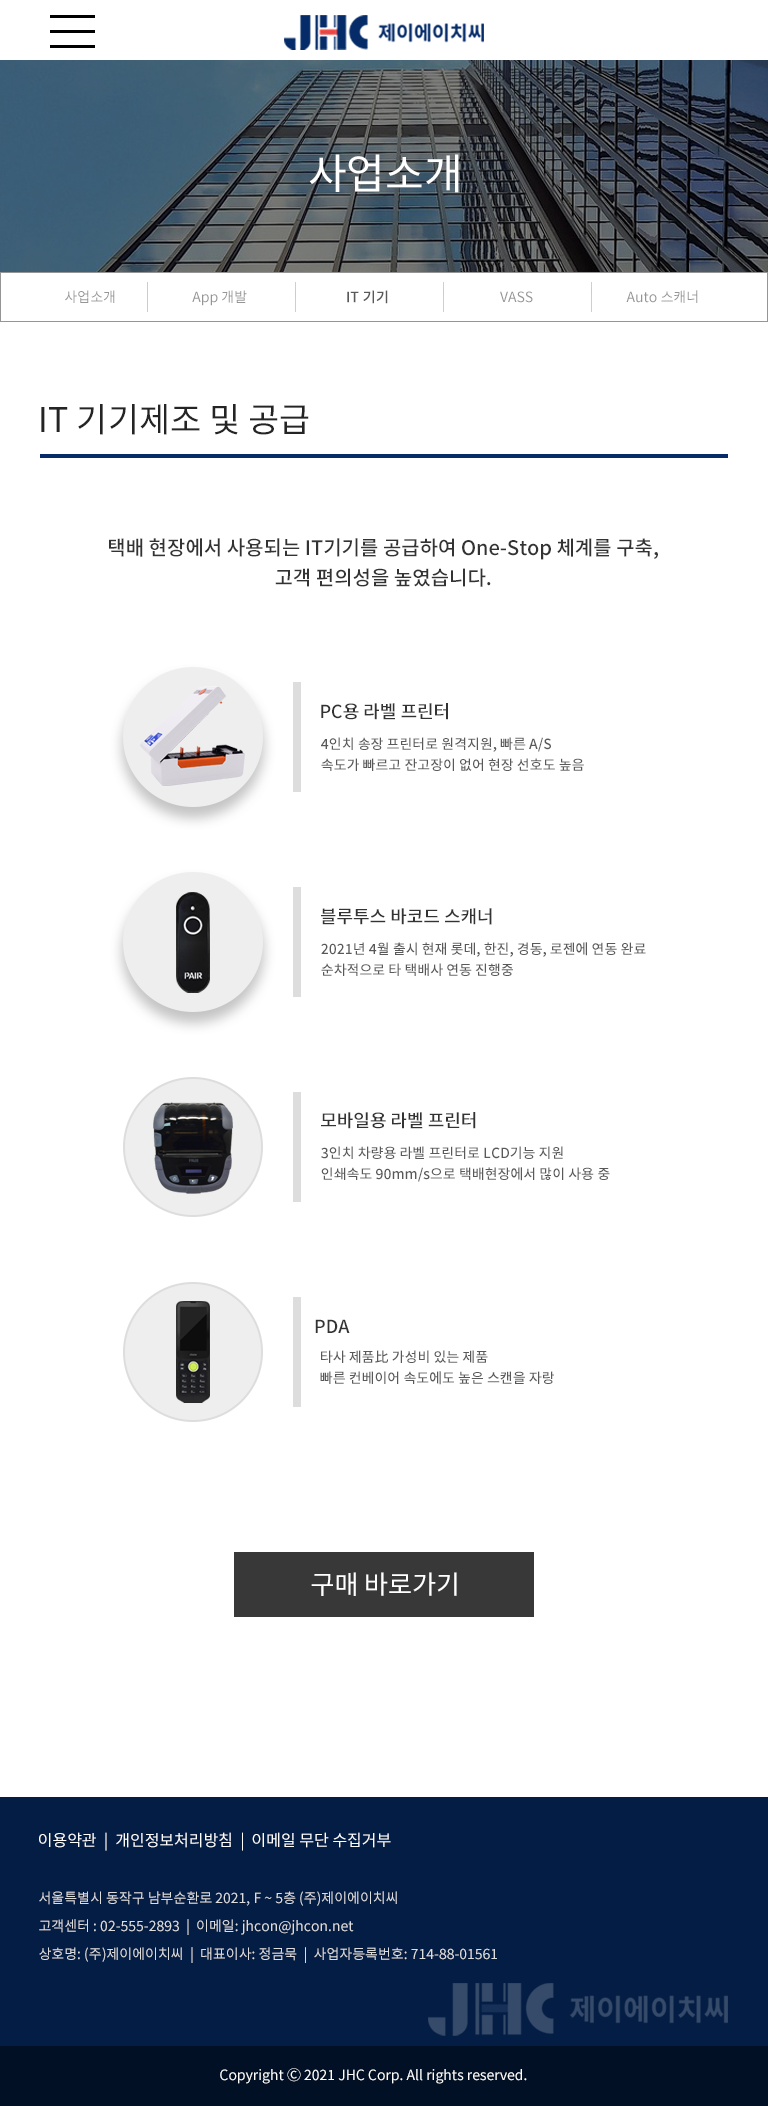 JHC 제이에이치씨
사업소개
사업소개
App 개발
IT 기기
VASS
Auto 스캐너
IT 기기제조 및 공급
택배 현장에서 사용되는 IT기기를 공급하여 One-Stop 체계를 구축,
고객 편의성을 높였습니다.
PC용 라벨 프린터
4인치 송장 프린터로 원격지원, 빠른 A/S
속도가 빠르고 잔고장이 없어 현장 선호도 높음
블루투스 바코드 스캐너
2021년 4월 출시 현재 롯데, 한진, 경동, 로젠에 연동 완료
순차적으로 타 택배사 연동 진행중
PAIR
모바일용 라벨 프린터
3인치 차량용 라벨 프린터로 LCD기능 지원
인쇄속도 90mm/s으로 택배현장에서 많이 사용 중
PDA
타사 제품比 가성비 있는 제품
빠른 컨베이어 속도에도 높은 스캔을 자랑
구매 바로가기
이용약관 | 개인정보처리방침 | 이메일 무단 수집거부
서울특별시 동작구 남부순환로 2021, F ~ 5층 (주)제이에이치씨
고객센터 : 02-555-2893 | 이메일: jhcon@jhcon.net
상호명: (주)제이에이치씨 | 대표이사: 정금묵 | 사업자등록번호: 714-88-01561
JHC 제이에이치씨
Copyright Ⓒ 2021 JHC Corp. All rights reserved.